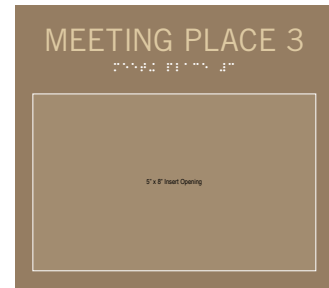 MEETING PLACE 3
⠍⠑⠑⠞⠬ ⠏⠇⠁⠉⠑ ⠼⠉
5" x 8" Insert Opening